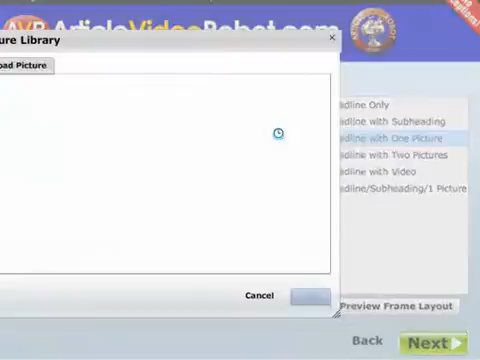 ArticleVideoRobot.com
ure Library
oad Picture
adline Only
adline with Subheading
adline with One Picture
adline with Two Pictures
adline with Video
adline/Subheading/1 Picture
Cancel
Preview Frame Layout
Back
Next